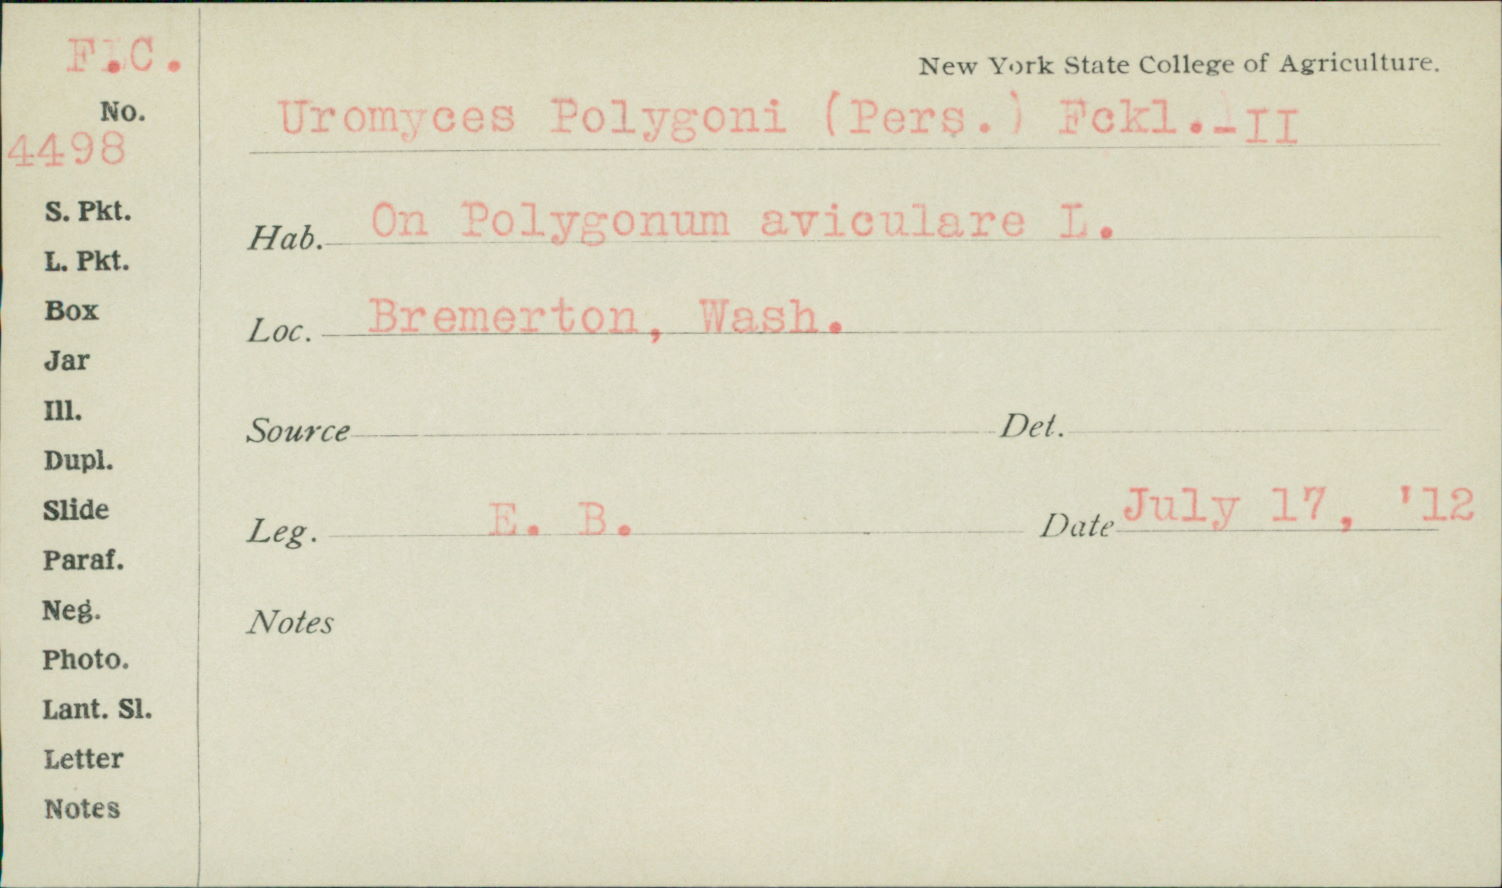 F.C.
New York State College of Agriculture.
No.
4498
Uromyces Polygoni (Pers.) Fckl.-II
S. Pkt.
Hab. On Polygonum aviculare L.
L. Pkt.
Box
Loc. Bremerton, Wash.
Jar
Ill.
Source Det.
Dupl.
Slide
Leg. E. B. Date July 17, '12
Paraf.
Neg.
Notes
Photo.
Lant. Sl.
Letter
Notes